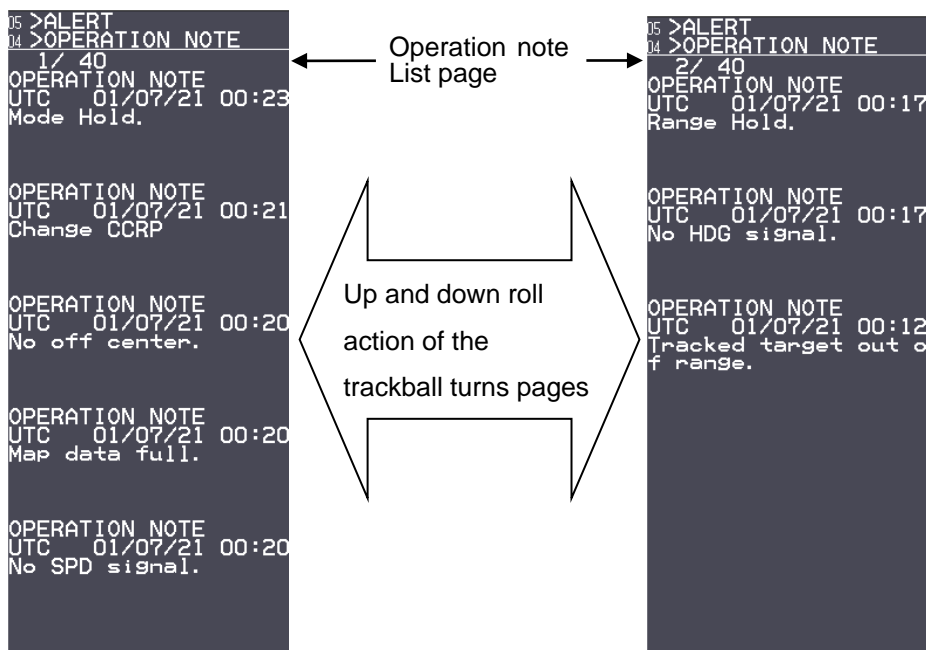 05 >ALERT
04 >OPERATION NOTE
1/ 40
OPERATION NOTE
UTC 01/07/21 00:23
Mode Hold.
OPERATION NOTE
UTC 01/07/21 00:21
Change CCRP
OPERATION NOTE
UTC 01/07/21 00:20
No off center.
OPERATION NOTE
UTC 01/07/21 00:20
Map data full.
OPERATION NOTE
UTC 01/07/21 00:20
No SPD signal.
Operation note
List page
Up and down roll
action of the
trackball turns pages
05 >ALERT
04 >OPERATION NOTE
2/ 40
OPERATION NOTE
UTC 01/07/21 00:17
Range Hold.
OPERATION NOTE
UTC 01/07/21 00:17
No HDG signal.
OPERATION NOTE
UTC 01/07/21 00:12
Tracked target out o
f range.